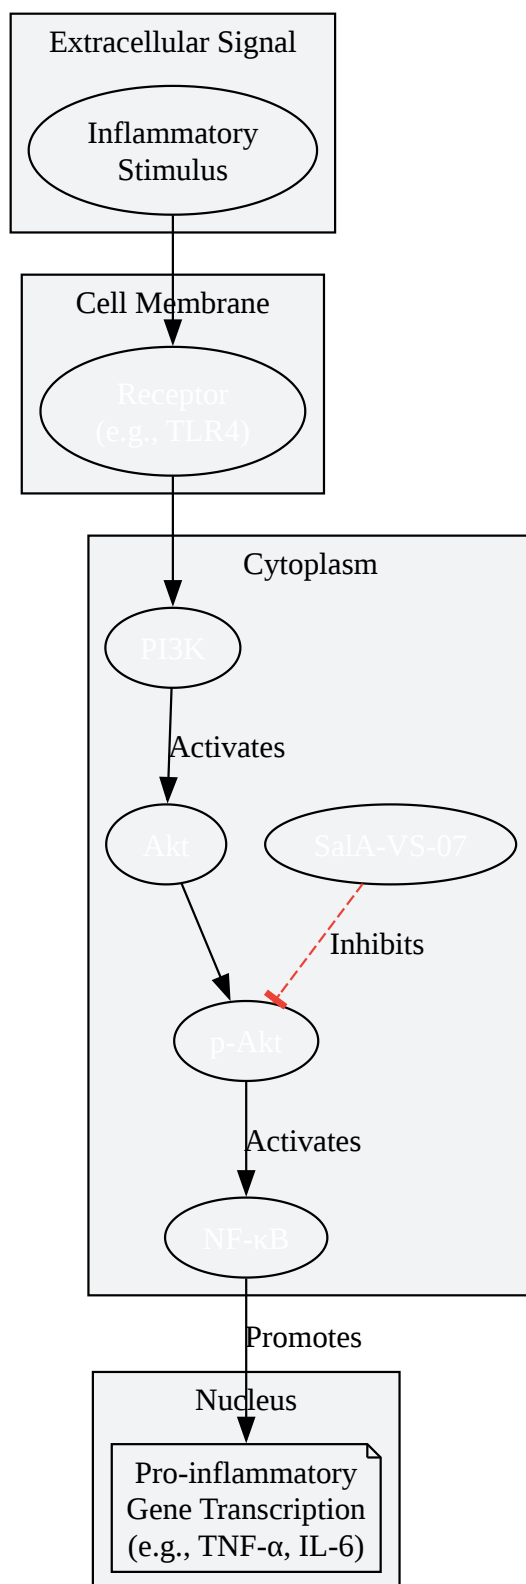 Extracellular Signal
Inflammatory
Stimulus
Cell Membrane
Receptor
(e.g., TLR4)
Cytoplasm
PI3K
Activates
Akt
SalA-VS-07
Inhibits
p-Akt
Activates
NF-κB
Promotes
Nucleus
Pro-inflammatory
Gene Transcription
(e.g., TNF-α, IL-6)